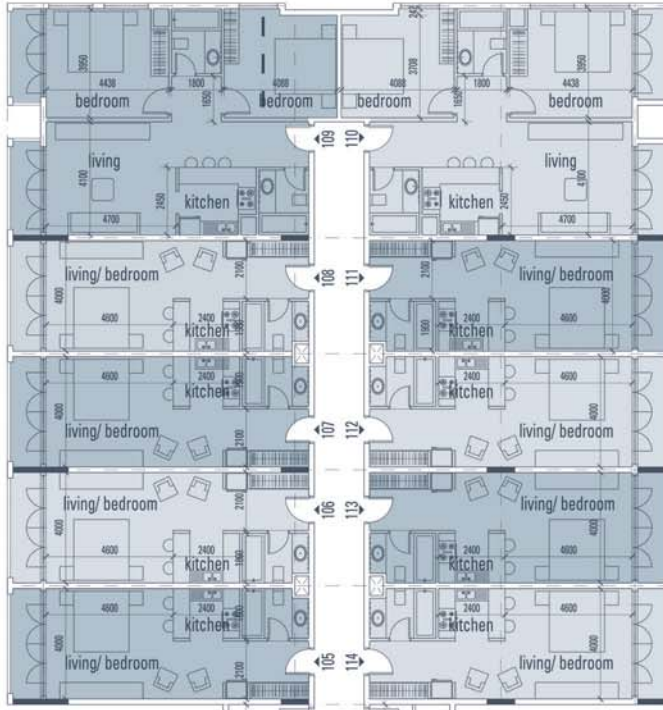 3950 3450 3950
4438 1800 4088 3708 4088 1800 4438
bedroom 1650 bedroom bedroom 1650 bedroom
109 110
living living
4100 4100
kitchen kitchen
2450 2450
4700 4700
living/ bedroom 2100 2100 living/ bedroom
108 111
4000 4000
4600 2400 2400 4600
kitchen 1900 kitchen
kitchen kitchen
4600 2400 2400 4600
4000 4000
107 112
living/ bedroom 2100 living/ bedroom
living/ bedroom 2100 living/ bedroom
106 113
4000 4000
4600 2400 2400 4600
kitchen kitchen
kitchen kitchen
4600 2400 2400 4600
4000 4000
living/ bedroom 2100 105 114 living/ bedroom